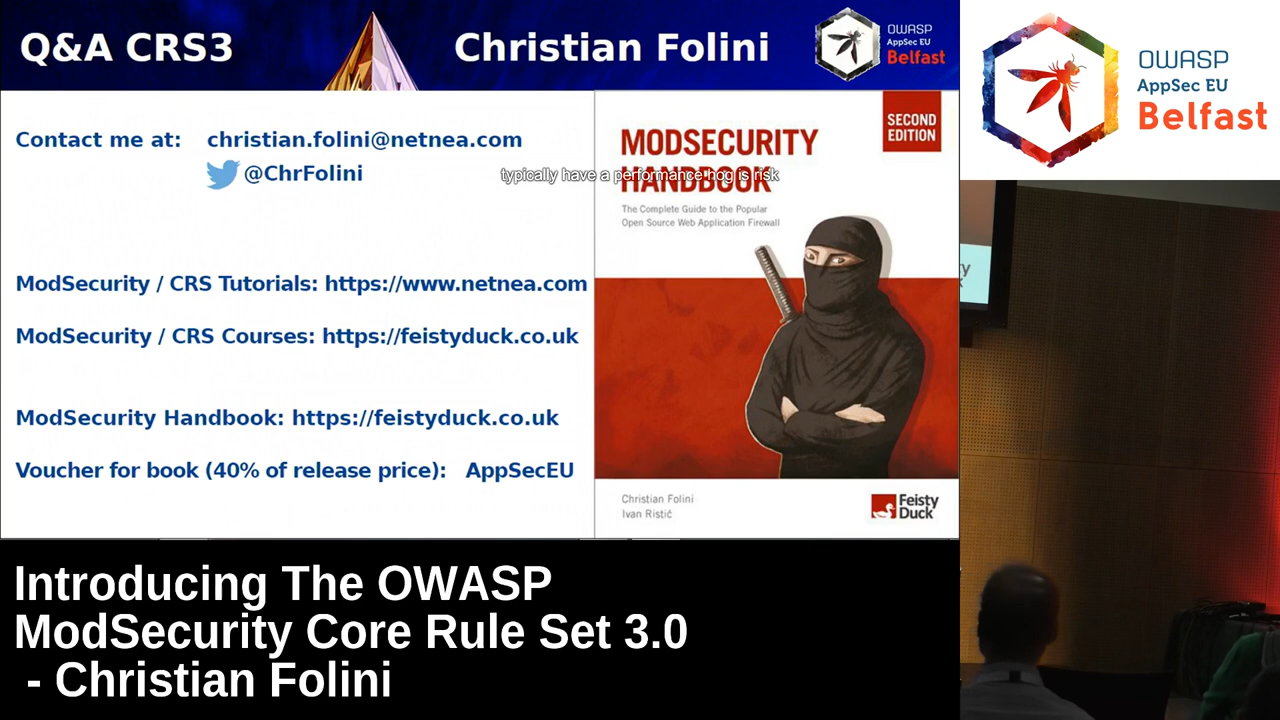 Q&A CRS3
Christian Folini
OWASP
AppSec EU
Belfast
Contact me at: christian.folini@netnea.com
@ChrFolini
ModSecurity / CRS Tutorials: https://www.netnea.com
ModSecurity / CRS Courses: https://feistyduck.co.uk
ModSecurity Handbook: https://feistyduck.co.uk
Voucher for book (40% of release price): AppSecEU
SECOND
EDITION
MODSECURITY
HANDBOOK
typically have a performance hog is risk
The Complete Guide to the Popular
Open Source Web Application Firewall
Christian Folini
Ivan Ristić
Feisty
Duck
OWASP
AppSec EU
Belfast
Introducing The OWASP
ModSecurity Core Rule Set 3.0
- Christian Folini